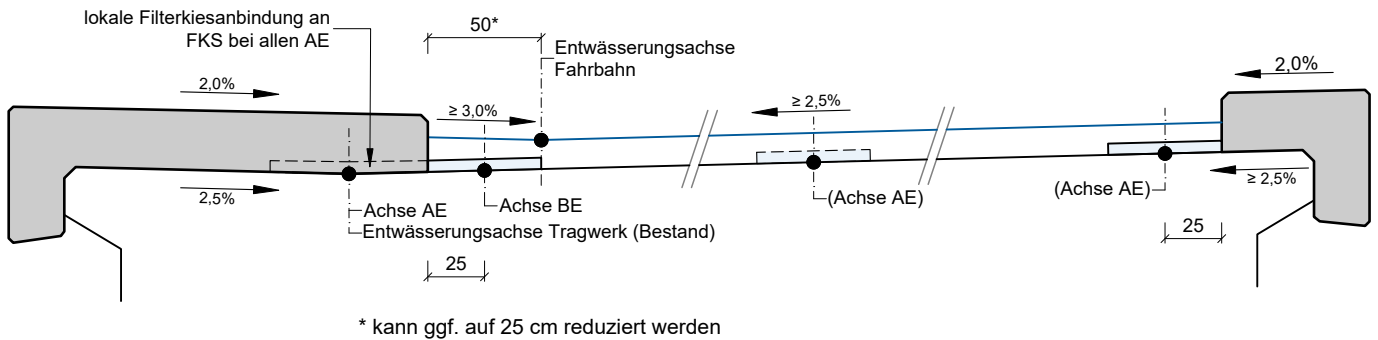 lokale Filterkiesanbindung an
FKS bei allen AE
50*
Entwässerungsachse
Fahrbahn
2,0%
≥ 3,0%
≥ 2,5%
2,0%
2,5%
Achse AE
Entwässerungsachse Tragwerk (Bestand)
Achse BE
(Achse AE)
(Achse AE)
≥ 2,5%
25
25
* kann ggf. auf 25 cm reduziert werden